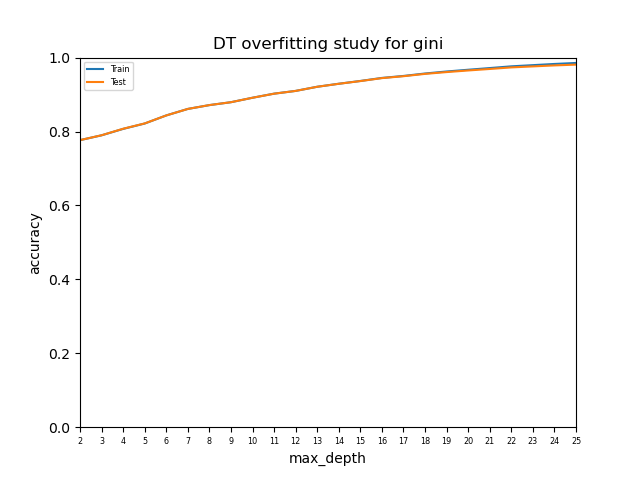 DT overfitting study for gini
Train
Test
accuracy
1.0
0.8
0.6
0.4
0.2
0.0
2 3 4 5 6 7 8 9 10 11 12 13 14 15 16 17 18 19 20 21 22 23 24 25
max_depth